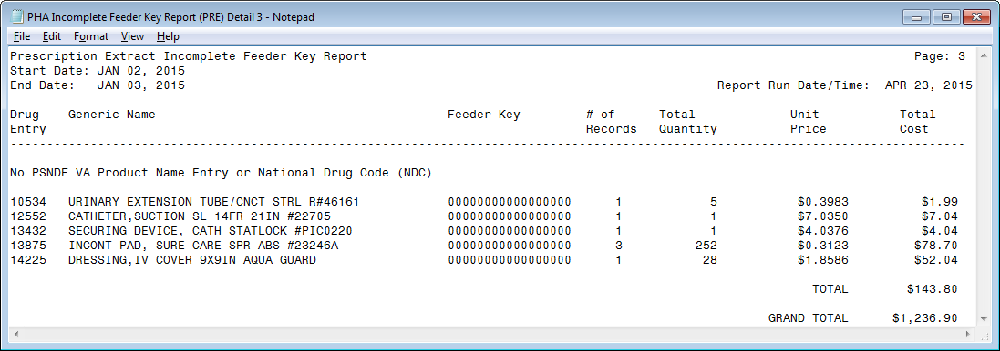 PHA Incomplete Feeder Key Report (PRE) Detail 3 - Notepad
File Edit Format View Help
Prescription Extract Incomplete Feeder Key Report Page: 3
Start Date: JAN 02, 2015
End Date: JAN 03, 2015 Report Run Date/Time: APR 23, 2015
Drug Generic Name Feeder Key # of Total Unit Total
Entry Records Quantity Price Cost
-----------------------------------------------------------------------------------------------------------------------------------
No PSNDF VA Product Name Entry or National Drug Code (NDC)
10534 URINARY EXTENSION TUBE/CNCT STRL R#46161 00000000000000000 1 5 $0.3983 $1.99
12552 CATHETER,SUCTION SL 14FR 21IN #22705 00000000000000000 1 1 $7.0350 $7.04
13432 SECURING DEVICE, CATH STATLOCK #PIC0220 00000000000000000 1 1 $4.0376 $4.04
13875 INCONT PAD, SURE CARE SPR ABS #23246A 00000000000000000 3 252 $0.3123 $78.70
14225 DRESSING,IV COVER 9X9IN AQUA GUARD 00000000000000000 1 28 $1.8586 $52.04
TOTAL $143.80
GRAND TOTAL $1,236.90